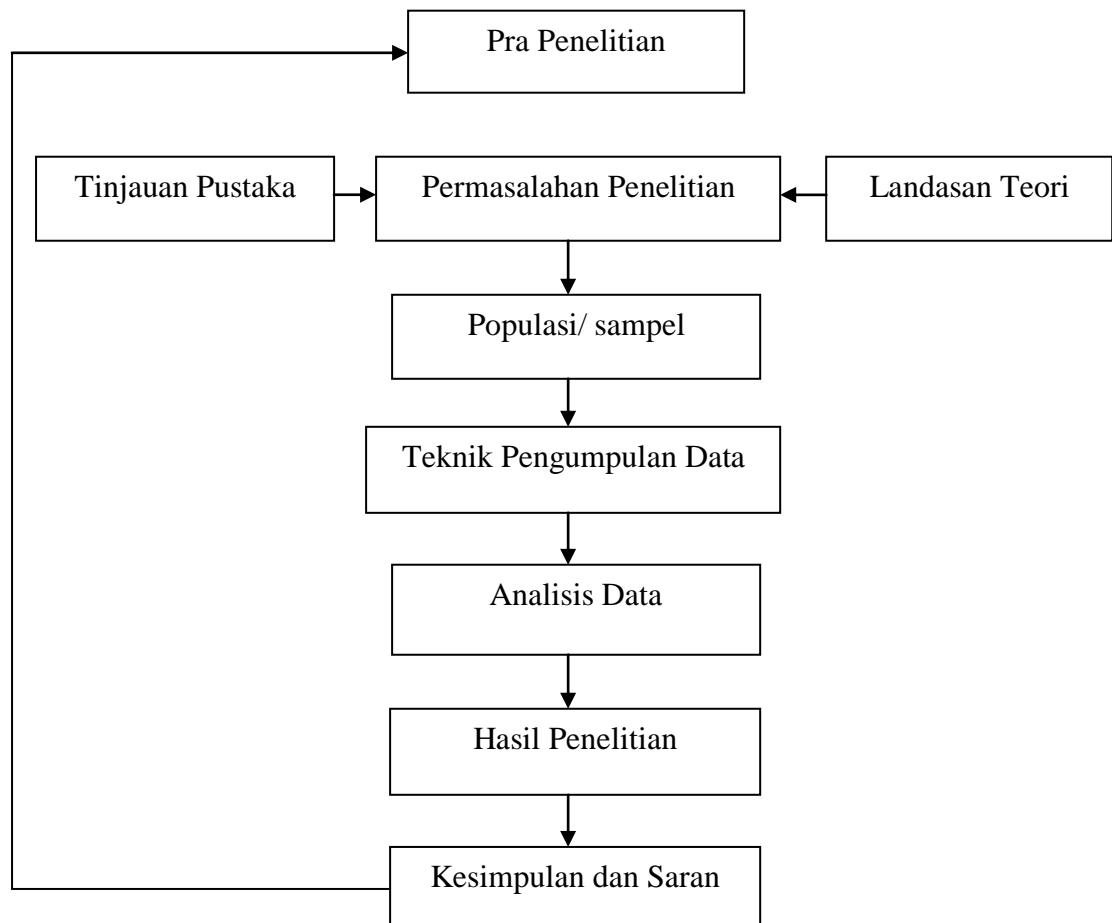 Pra Penelitian
Tinjauan Pustaka
Permasalahan Penelitian
Landasan Teori
Populasi/ sampel
Teknik Pengumpulan Data
Analisis Data
Hasil Penelitian
Kesimpulan dan Saran